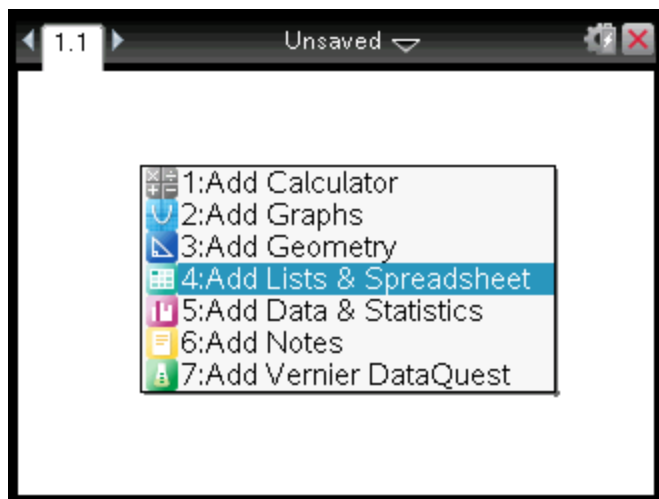 1.1 Unsaved
1:Add Calculator
2:Add Graphs
3:Add Geometry
4:Add Lists & Spreadsheet
5:Add Data & Statistics
6:Add Notes
7:Add Vernier DataQuest